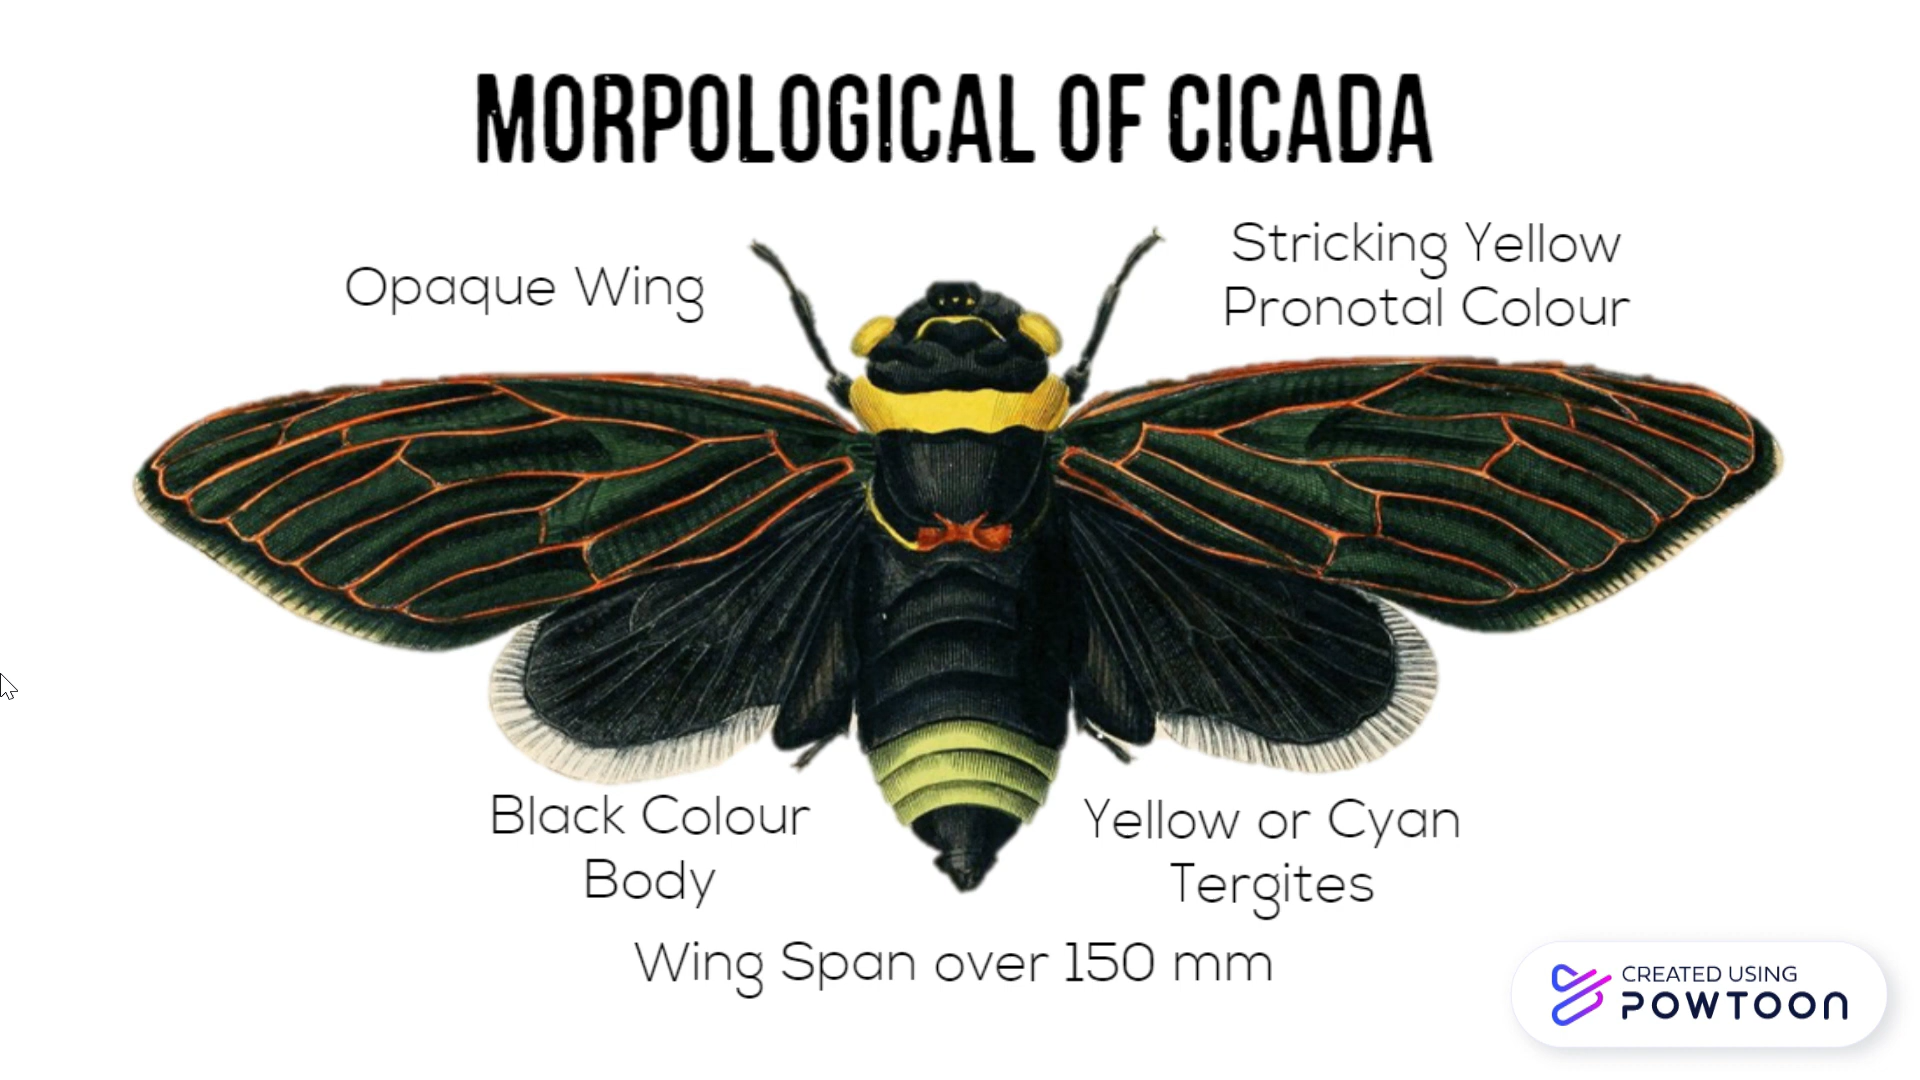 MORPOLOGICAL OF CICADA
Opaque Wing
Stricking Yellow
Pronotal Colour
Black Colour
Body
Yellow or Cyan
Tergites
Wing Span over 150 mm
CREATED USING
POWTOON